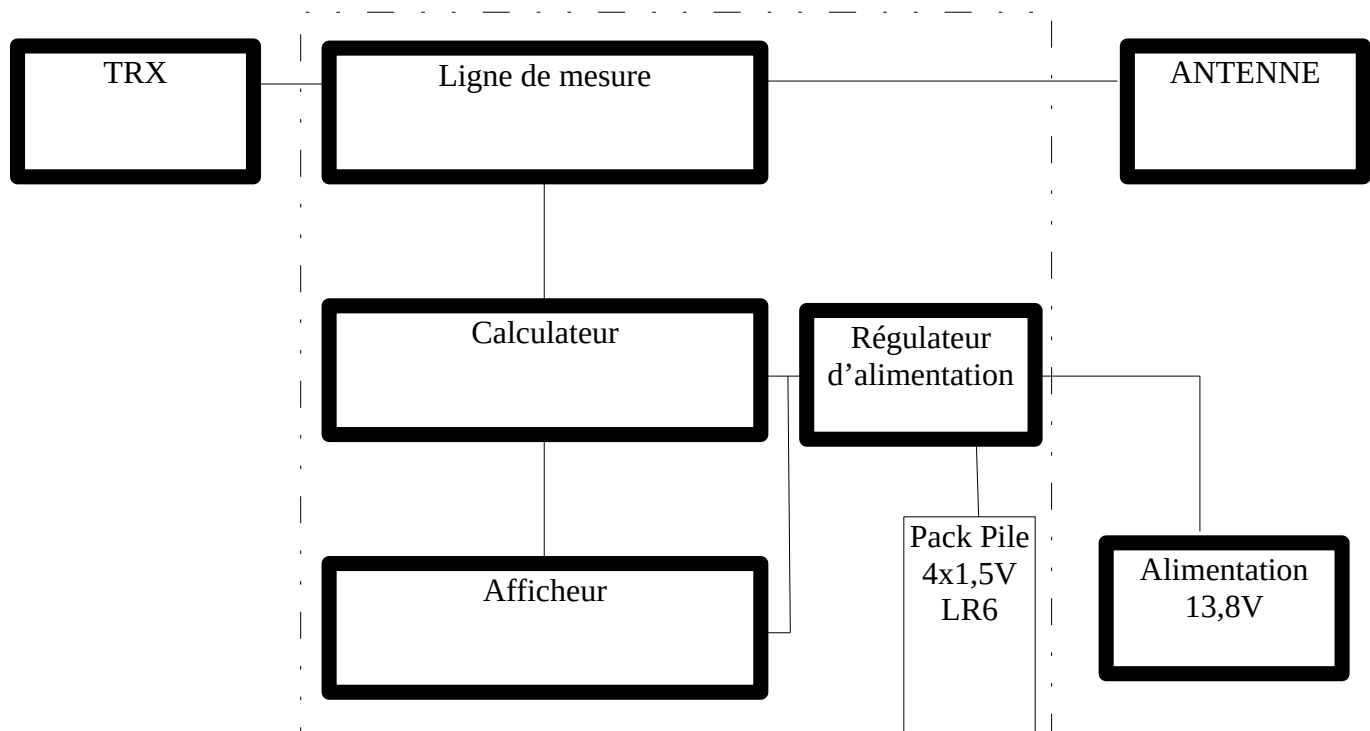 TRX
Ligne de mesure
ANTENNE
Calculateur
Régulateur
d’alimentation
Pack Pile
4x1,5V
LR6
Alimentation
13,8V
Afficheur